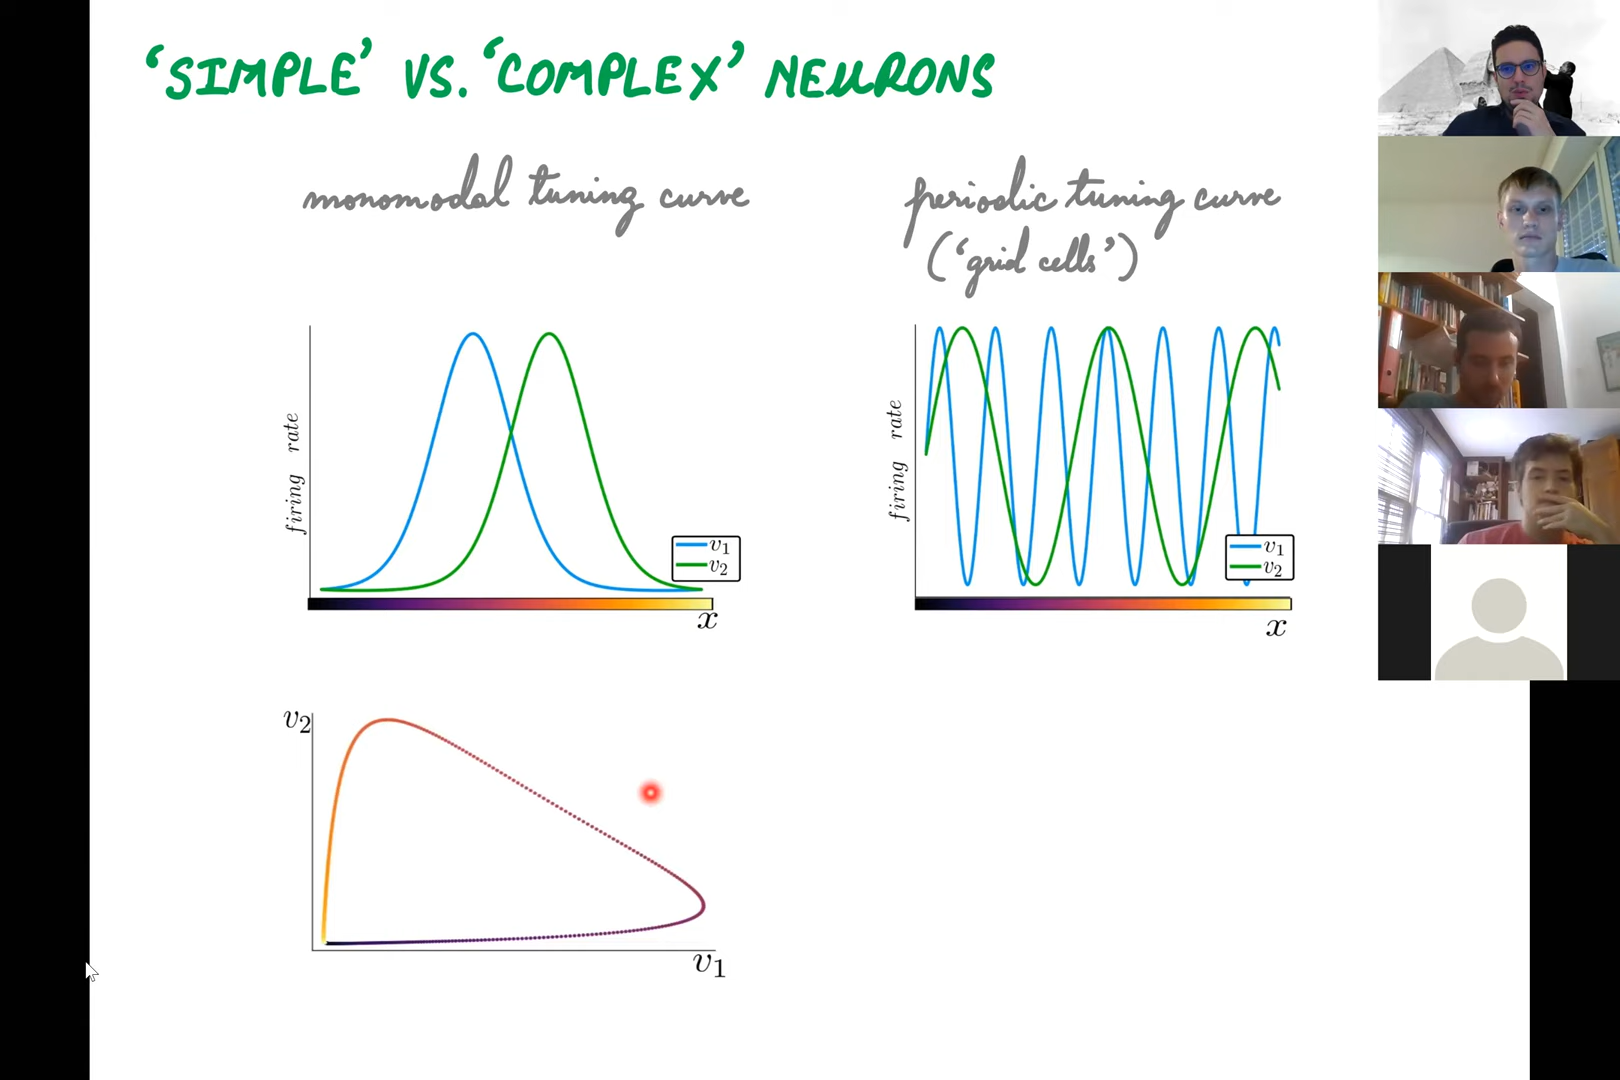 ‘SIMPLE’ VS. ‘COMPLEX’ NEURONS
monomodal tuning curve
periodic tuning curve
(‘grid cells’)
firing rate
v1
v2
x
firing rate
v1
v2
x
v2
v1